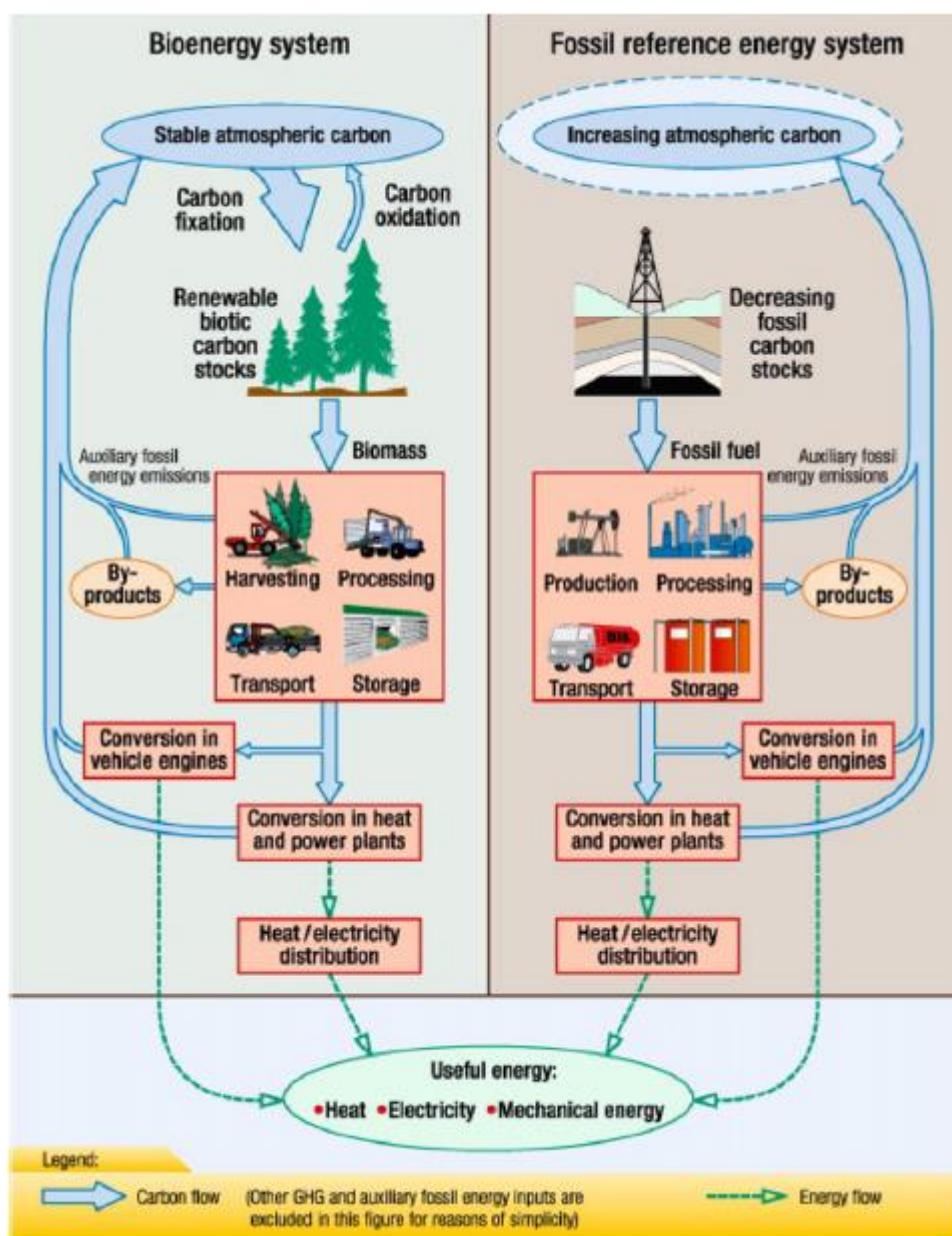 Bioenergy system
Stable atmospheric carbon
Carbon
fixation
Carbon
oxidation
Renewable
biotic
carbon
stocks
Biomass
Auxiliary fossil
energy emissions
Harvesting
Processing
By-
products
Transport
Storage
Conversion in
vehicle engines
Conversion in heat
and power plants
Heat / electricity
distribution
Fossil reference energy system
Increasing atmospheric carbon
Decreasing
fossil
carbon
stocks
Fossil fuel
Auxiliary fossil
energy emissions
Production
Processing
By-
products
OIL
Transport
Storage
Conversion in
vehicle engines
Conversion in heat
and power plants
Heat / electricity
distribution
Useful energy:
•Heat •Electricity •Mechanical energy
Legend:
Carbon flow
(Other GHG and auxiliary fossil energy inputs are
excluded in this figure for reasons of simplicity)
Energy flow